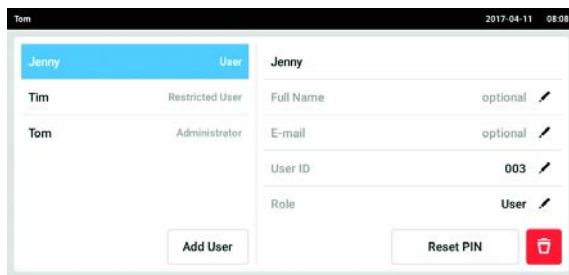 Tom 2017-04-11 08:08
Jenny User
Tim Restricted User
Tom Administrator
Add User
Jenny
Full Name optional
E-mail optional
User ID 003
Role User
Reset PIN